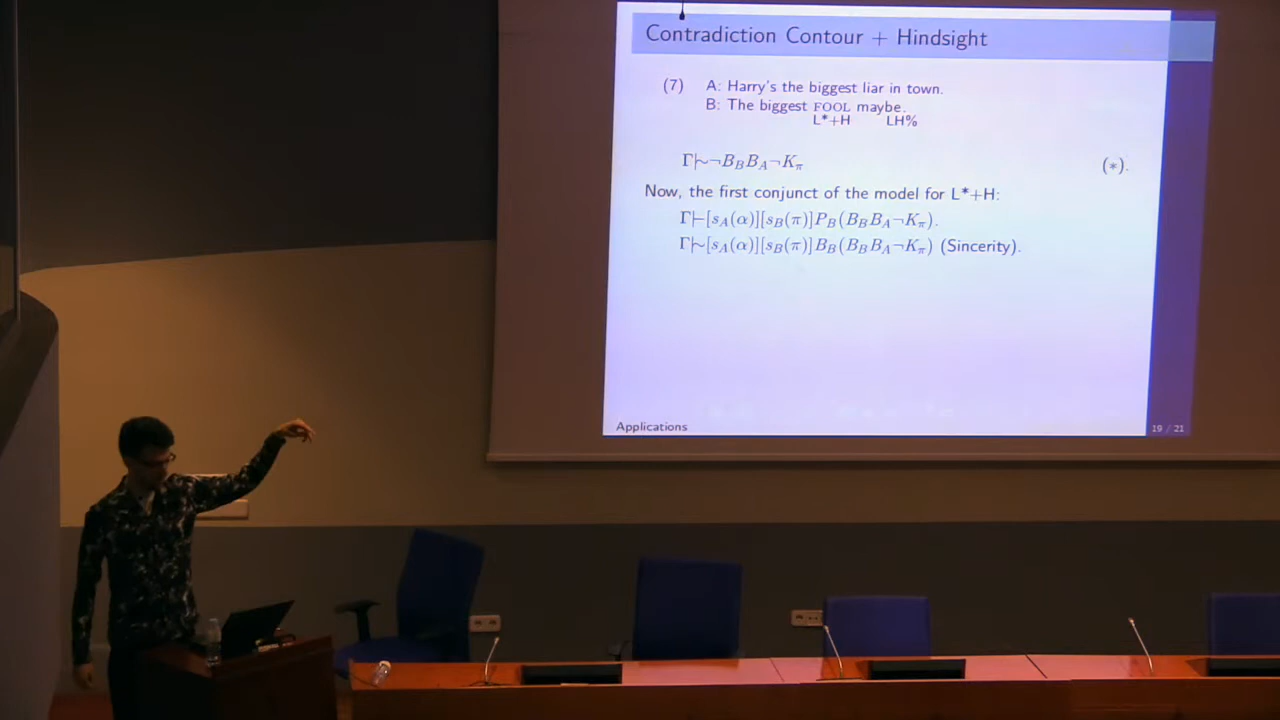 Contradiction Contour + Hindsight
(7) A: Harry's the biggest liar in town.
B: The biggest FOOL maybe.
L*+H LH%
Γ|~¬B_B B_A ¬K_π (∗).
Now, the first conjunct of the model for L*+H:
Γ⊢[s_A(α)][s_B(π)]P_B(B_B B_A ¬K_π).
Γ|~[s_A(α)][s_B(π)]B_B(B_B B_A ¬K_π) (Sincerity).
Applications 19 / 21